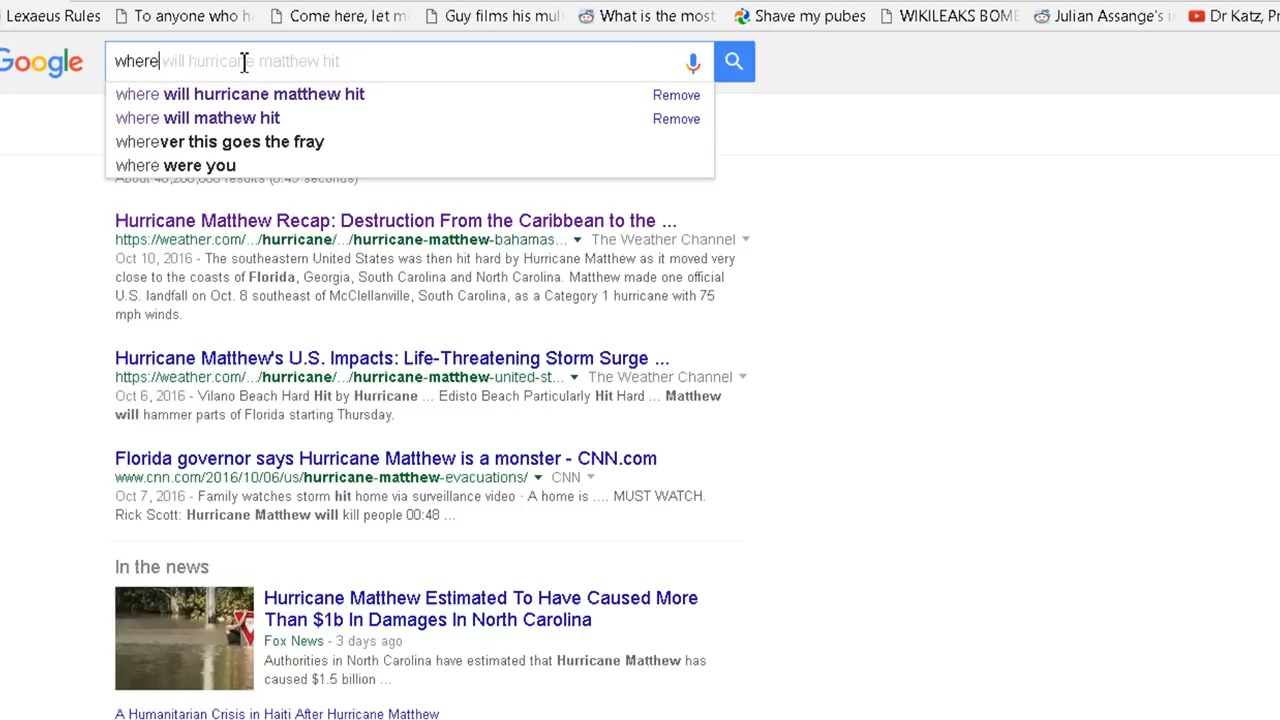 Lexaeus Rules To anyone who h Come here, let m Guy films his mul What is the most Shave my pubes WIKILEAKS BOME Julian Assange's i Dr Katz, Pr
Google where will hurricane matthew hit
where will hurricane matthew hit Remove
where will mathew hit Remove
wherever this goes the fray
where were you
Hurricane Matthew Recap: Destruction From the Caribbean to the ...
https://weather.com/.../hurricane/.../hurricane-matthew-bahamas... The Weather Channel
Oct 10, 2016 - The southeastern United States was then hit hard by Hurricane Matthew as it moved very
close to the coasts of Florida, Georgia, South Carolina and North Carolina. Matthew made one official
U.S. landfall on Oct. 8 southeast of McClellanville, South Carolina, as a Category 1 hurricane with 75
mph winds.
Hurricane Matthew's U.S. Impacts: Life-Threatening Storm Surge ...
https://weather.com/.../hurricane/.../hurricane-matthew-united-st... The Weather Channel
Oct 6, 2016 - Vilano Beach Hard Hit by Hurricane ... Edisto Beach Particularly Hit Hard ... Matthew
will hammer parts of Florida starting Thursday.
Florida governor says Hurricane Matthew is a monster - CNN.com
www.cnn.com/2016/10/06/us/hurricane-matthew-evacuations/ CNN
Oct 7, 2016 - Family watches storm hit home via surveillance video · A home is .... MUST WATCH.
Rick Scott: Hurricane Matthew will kill people 00:48 ...
In the news
Hurricane Matthew Estimated To Have Caused More
Than $1b In Damages In North Carolina
Fox News - 3 days ago
Authorities in North Carolina have estimated that Hurricane Matthew has
caused $1.5 billion ...
A Humanitarian Crisis in Haiti After Hurricane Matthew